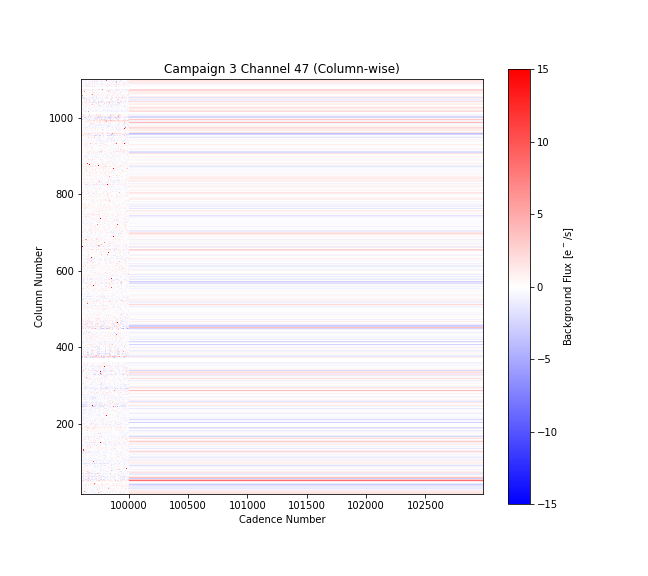 Campaign 3 Channel 47 (Column-wise)
1000
800
600
400
200
Column Number
100000 100500 101000 101500 102000 102500
Cadence Number
15
10
5
0
−5
−10
−15
Background Flux [e⁻/s]